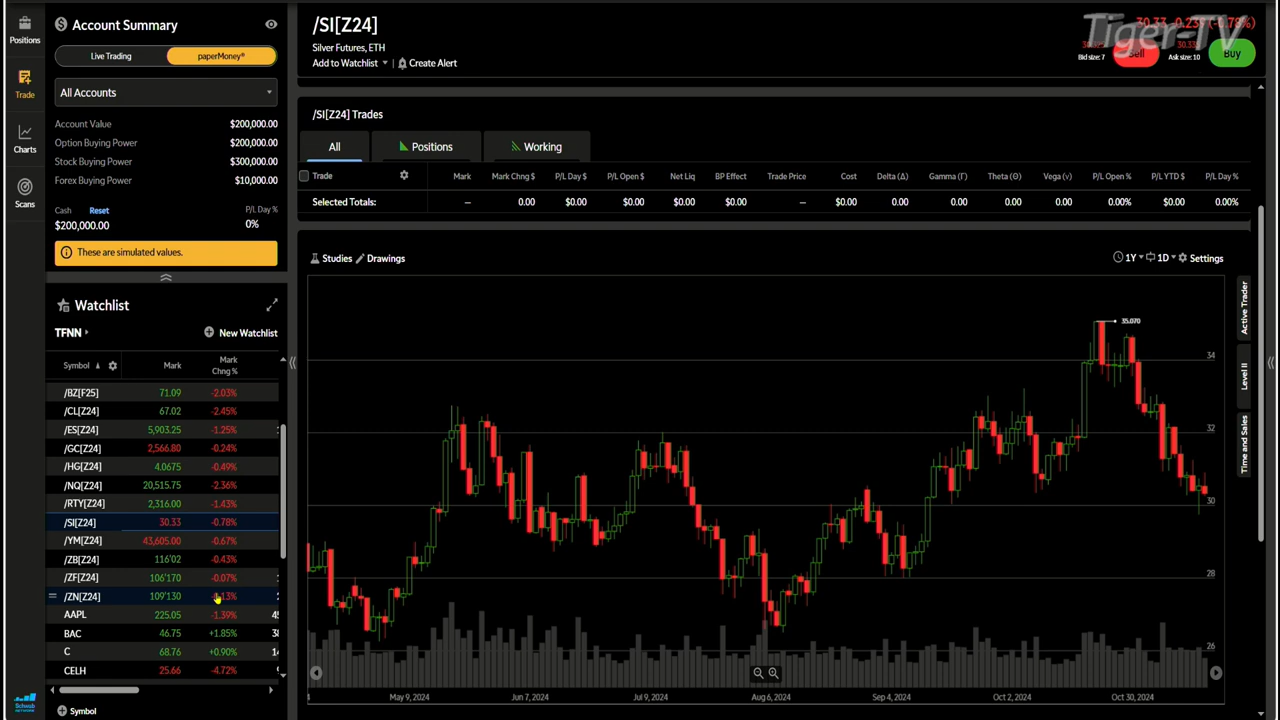 Positions
Trade
Charts
Scans
Schwab
NETWORK
Account Summary
Live Trading
paperMoney®
All Accounts
Account Value $200,000.00
Option Buying Power $200,000.00
Stock Buying Power $300,000.00
Forex Buying Power $10,000.00
Cash Reset P/L Day %
$200,000.00 0%
These are simulated values.
Watchlist
TFNN New Watchlist
Symbol Mark Mark Chng %
/BZ[F25] 71.09 -2.03%
/CL[Z24] 67.02 -2.45%
/ES[Z24] 5,903.25 -1.25%
/GC[Z24] 2,566.80 -0.24%
/HG[Z24] 4.0675 -0.49%
/NQ[Z24] 20,515.75 -2.36%
/RTY[Z24] 2,316.00 -1.43%
/SI[Z24] 30.33 -0.78%
/YM[Z24] 43,605.00 -0.67%
/ZB[Z24] 116'02 -0.43%
/ZF[Z24] 106'170 -0.07%
/ZN[Z24] 109'130
AAPL 225.05 -1.39% 45
BAC 46.75 +1.85% 38
C 68.76 +0.90% 14
CELH 25.66 -4.72%
Symbol
/SI[Z24]
Silver Futures, ETH
Add to Watchlist Create Alert
Tiger-TV
Sell
Buy
Bid size: 7
Ask size: 10
/SI[Z24] Trades
All Positions Working
Trade Mark Mark Chng $ P/L Day $ P/L Open $ Net Liq BP Effect Trade Price Cost Delta (Δ) Gamma (Γ) Theta (Θ) Vega (ν) P/L Open % P/L YTD $ P/L Day %
Selected Totals: -- 0.00 $0.00 $0.00 $0.00 $0.00 -- $0.00 0.00 0.00 0.00 0.00 0.00% $0.00 0.00%
Studies Drawings 1Y 1D Settings
35.070
34
32
30
28
26
May 9, 2024 Jun 7, 2024 Jul 9, 2024 Aug 6, 2024 Sep 4, 2024 Oct 2, 2024 Oct 30, 2024
Active Trader
Level II
Time and Sales